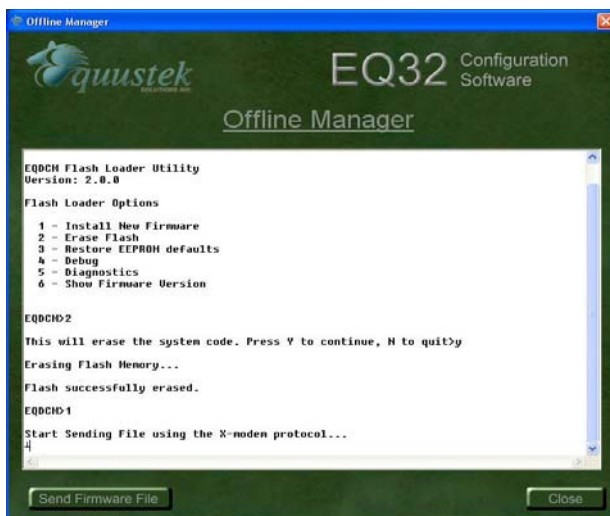 Offline Manager
Equustek
SOLUTIONS INC.
EQ32 Configuration Software
Offline Manager
EQDCM Flash Loader Utility
Version: 2.0.0
Flash Loader Options
1 - Install New Firmware
2 - Erase Flash
3 - Restore EEPROM defaults
4 - Debug
5 - Diagnostics
6 - Show Firmware Version
EQDCM>2
This will erase the system code. Press Y to continue, N to quit>y
Erasing Flash Memory...
Flash successfully erased.
EQDCM>1
Start Sending File using the X-modem protocol...
Send Firmware File
Close